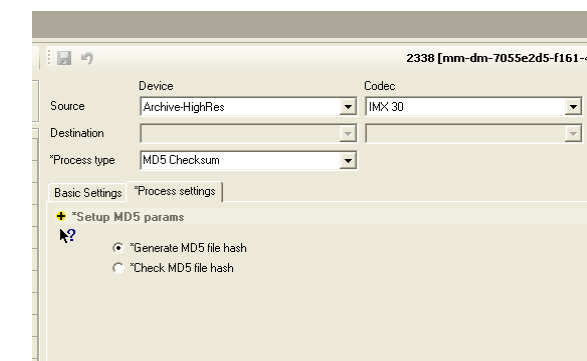 2338 [mm-dm-7055e2d5-f161-4
Device Codec
Source Archive-HighRes IMX 30
Destination
*Process type MD5 Checksum
Basic Settings *Process settings
*Setup MD5 params
*Generate MD5 file hash
*Check MD5 file hash